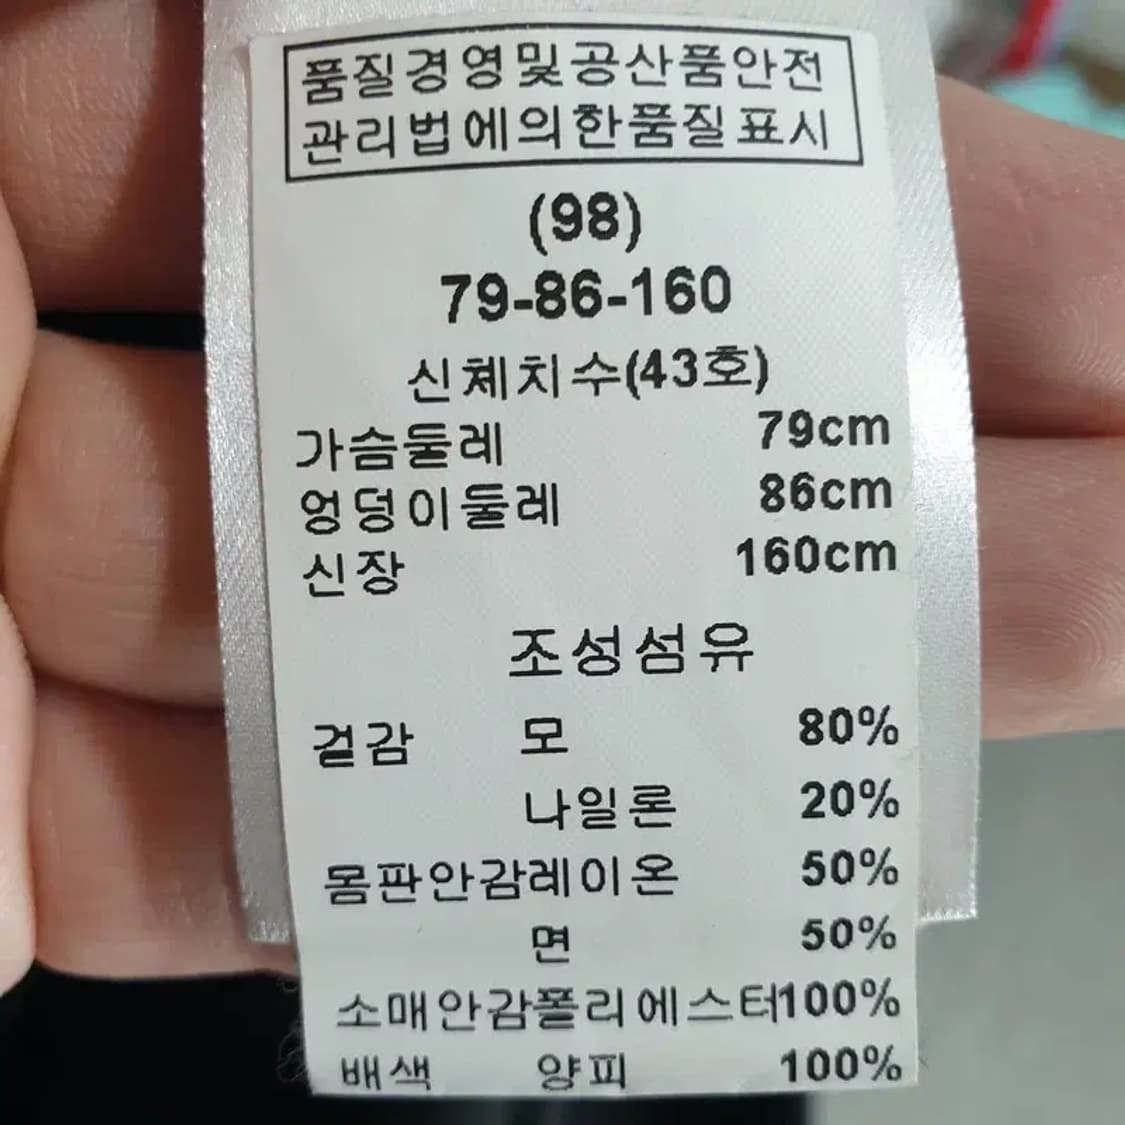 품질경영및공산품안전
관리법에의한품질표시
(98)
79-86-160
신체치수(43호)
가슴둘레 79cm
엉덩이둘레 86cm
신장 160cm
조성섬유
겉감 모 80%
나일론 20%
몸판안감레이온 50%
면 50%
소매안감폴리에스터100%
배색 양피 100%